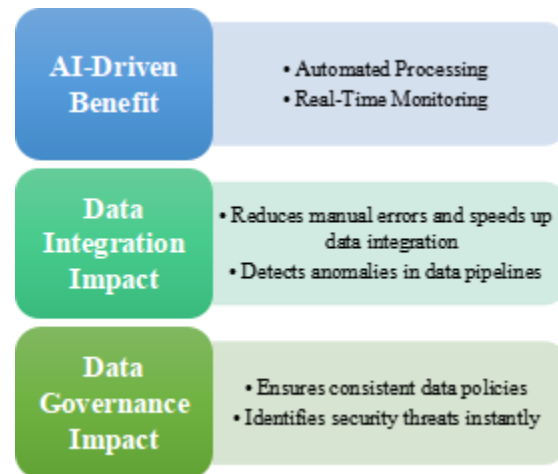 AI-Driven
Benefit
• Automated Processing
• Real-Time Monitoring
Data
Integration
Impact
• Reduces manual errors and speeds up
data integration
• Detects anomalies in data pipelines
Data
Governance
Impact
• Ensures consistent data policies
• Identifies security threats instantly